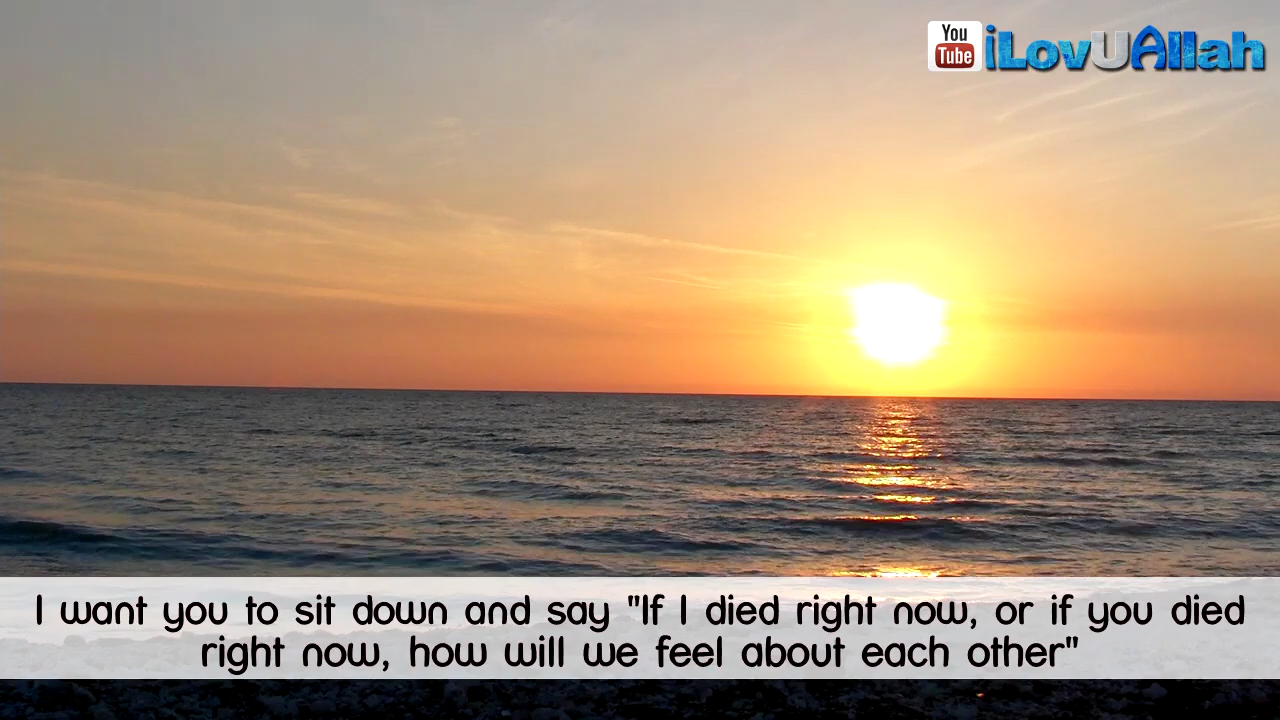 You
Tube
iLovUAllah
I want you to sit down and say "If I died right now, or if you died
right now, how will we feel about each other"